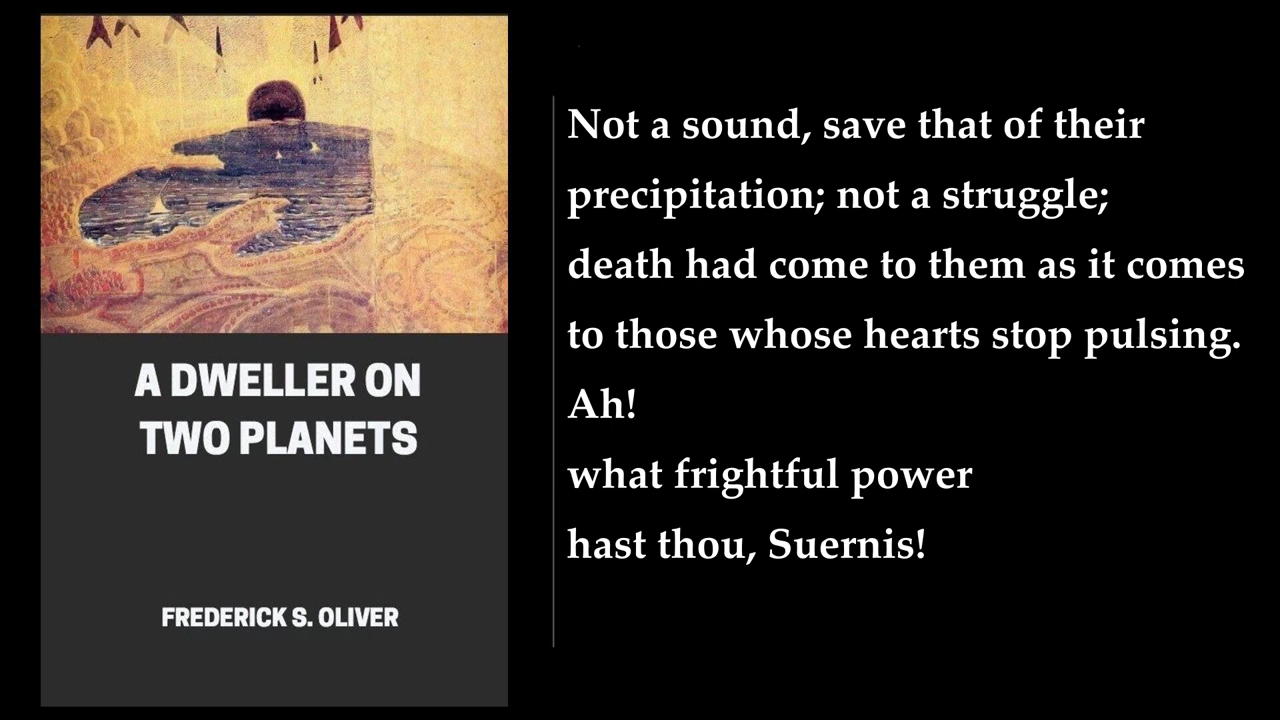 A DWELLER ON
TWO PLANETS
FREDERICK S. OLIVER
Not a sound, save that of their
precipitation; not a struggle;
death had come to them as it comes
to those whose hearts stop pulsing.
Ah!
what frightful power
hast thou, Suernis!